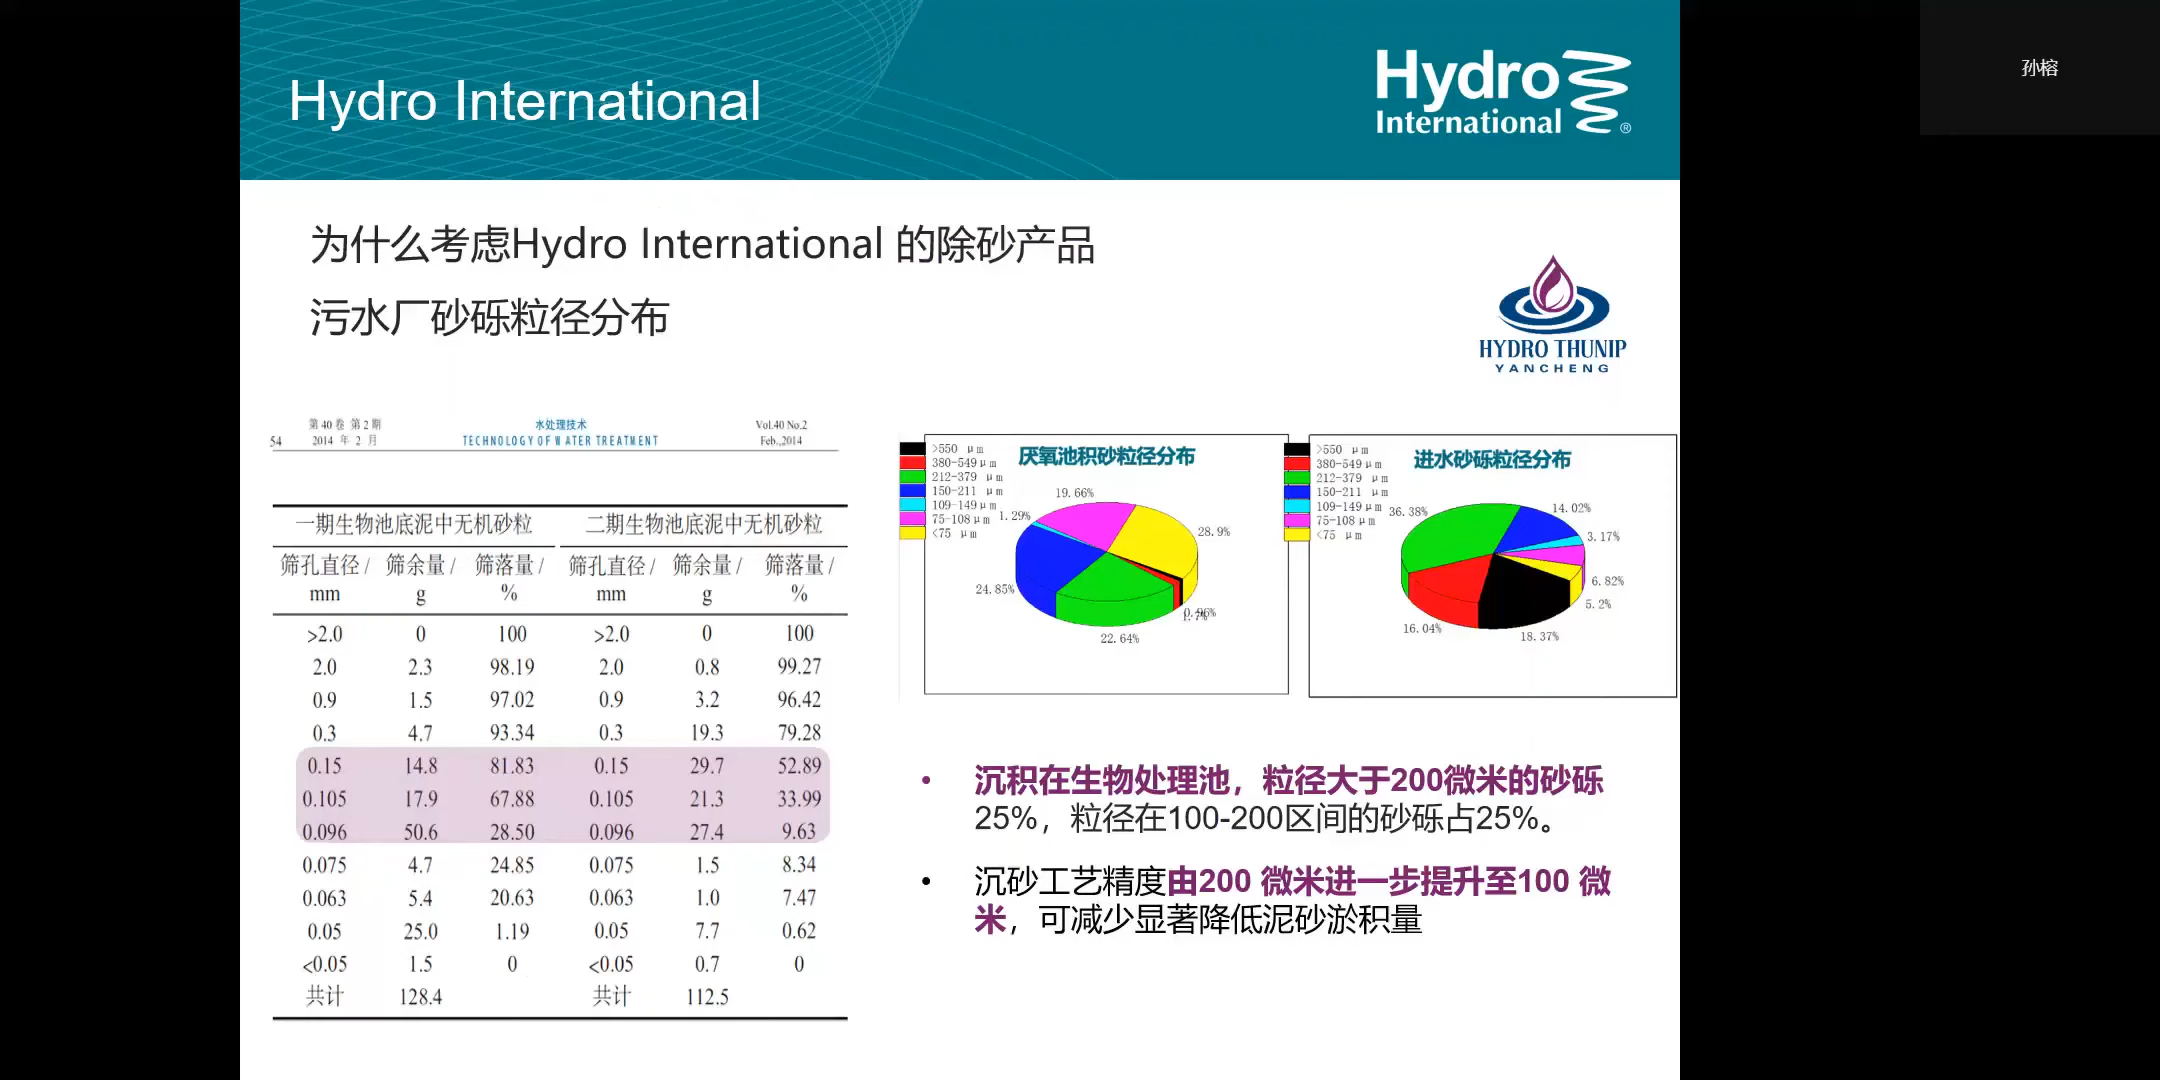 Hydro International
Hydro
International
®
孙榕
为什么考虑Hydro International 的除砂产品
污水厂砂砾粒径分布
HYDRO THUNIP
YANCHENG
54
第 40 卷 第 2 期
2014 年 2 月
水处理技术
TECHNOLOGY OF WATER TREATMENT
Vol.40 No.2
Feb.,2014
一期生物池底泥中无机砂粒 二期生物池底泥中无机砂粒
筛孔直径 / 筛余量 / 筛落量 / 筛孔直径 / 筛余量 / 筛落量 /
mm g % mm g %
>2.0 0 100 >2.0 0 100
2.0 2.3 98.19 2.0 0.8 99.27
0.9 1.5 97.02 0.9 3.2 96.42
0.3 4.7 93.34 0.3 19.3 79.28
0.15 14.8 81.83 0.15 29.7 52.89
0.105 17.9 67.88 0.105 21.3 33.99
0.096 50.6 28.50 0.096 27.4 9.63
0.075 4.7 24.85 0.075 1.5 8.34
0.063 5.4 20.63 0.063 1.0 7.47
0.05 25.0 1.19 0.05 7.7 0.62
<0.05 1.5 0 <0.05 0.7 0
共计 128.4 共计 112.5
厌氧池积砂粒径分布
>550 μm
380-549μm
212-379 μm
150-211 μm
109-149μm
75-108μm
<75 μm
19.66%
1.29%
28.9%
24.85%
22.64%
进水砂砾粒径分布
>550 μm
380-549μm
212-379 μm
150-211 μm
109-149μm
75-108μm
<75 μm
36.38%
14.02%
3.17%
6.82%
5.2%
16.04%
18.37%
• 沉积在生物处理池，粒径大于200微米的砂砾
25%，粒径在100-200区间的砂砾占25%。
• 沉砂工艺精度由200 微米进一步提升至100 微
米，可减少显著降低泥砂淤积量